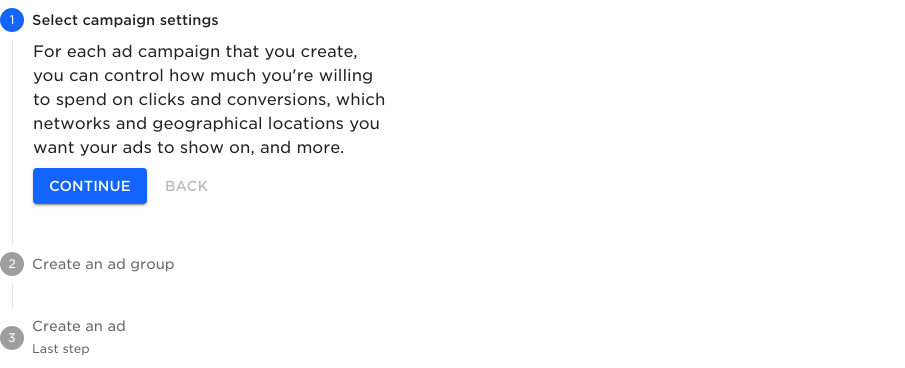 1 Select campaign settings
For each ad campaign that you create,
you can control how much you're willing
to spend on clicks and conversions, which
networks and geographical locations you
want your ads to show on, and more.
CONTINUE BACK
2 Create an ad group
Create an ad
3
Last step